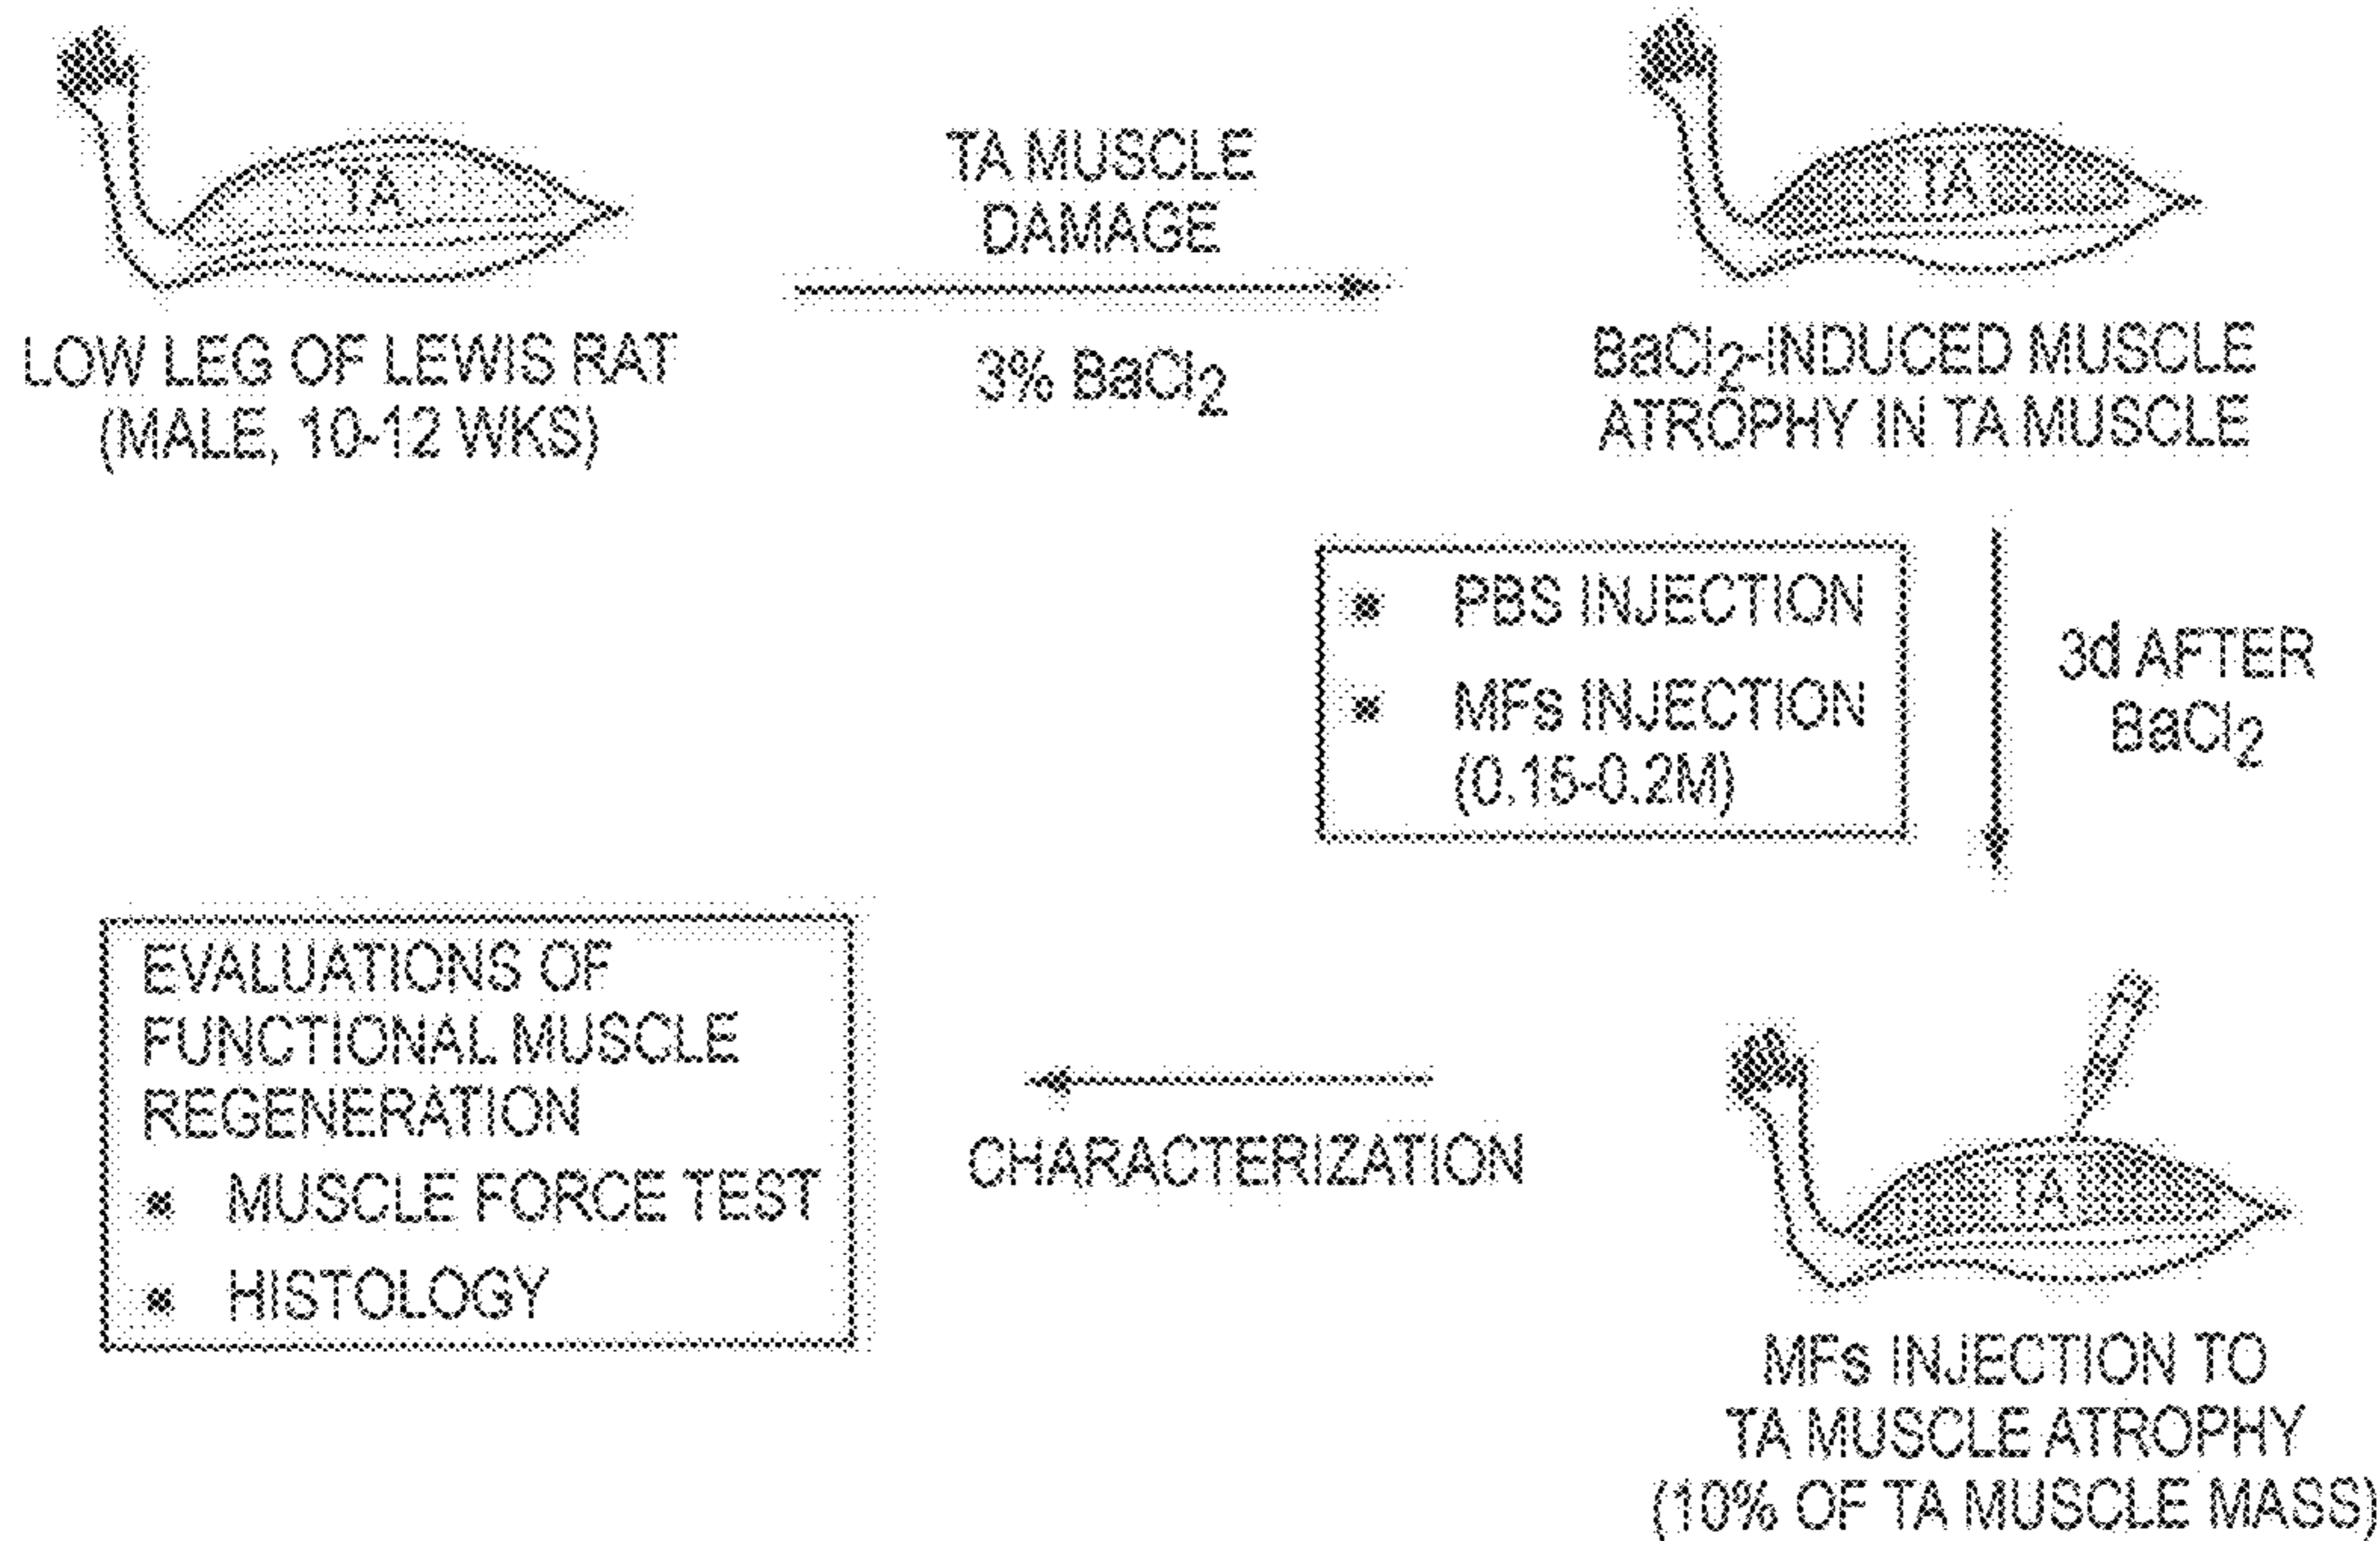 TA
LOW LEG OF LEWIS RAT
(MALE, 10-12 WKS)
TA MUSCLE
DAMAGE
3% BaCl2
TA
BaCl2-INDUCED MUSCLE
ATROPHY IN TA MUSCLE
PBS INJECTION
MFs INJECTION
(0.15-0.2M)
3d AFTER
BaCl2
TA
MFs INJECTION TO
TA MUSCLE ATROPHY
(10% OF TA MUSCLE MASS)
CHARACTERIZATION
EVALUATIONS OF
FUNCTIONAL MUSCLE
REGENERATION
MUSCLE FORCE TEST
HISTOLOGY